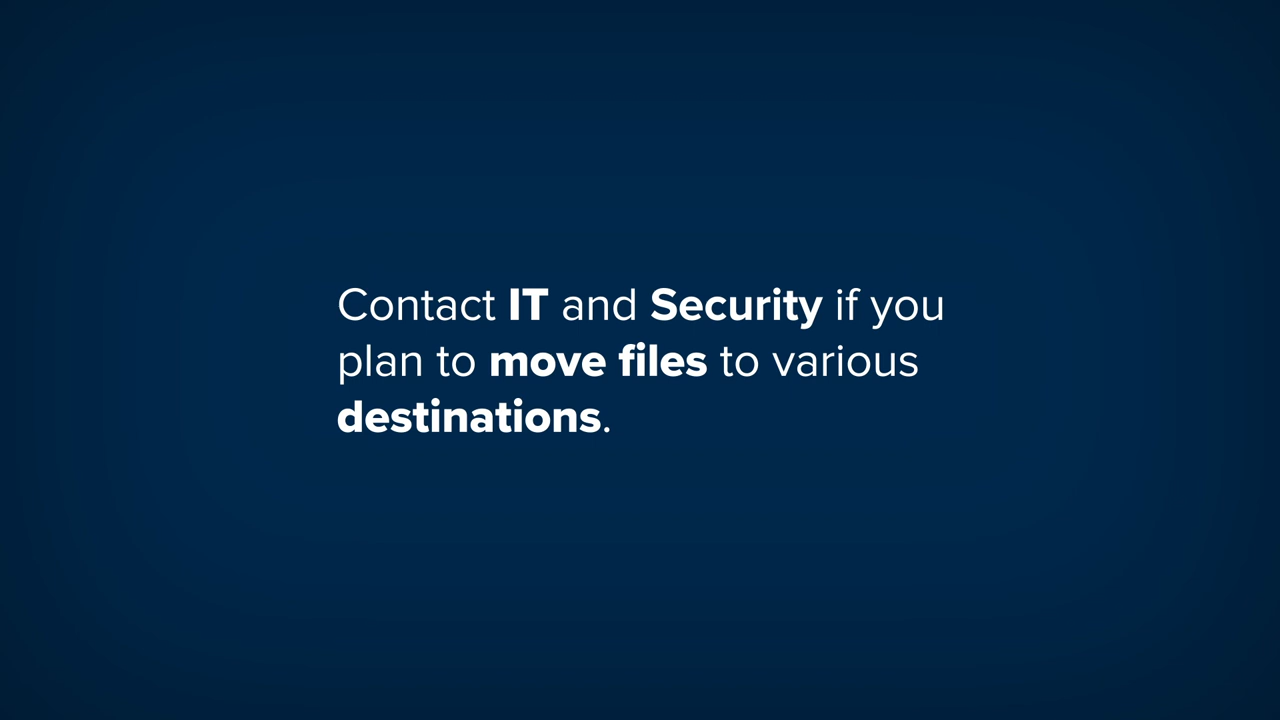 Contact IT and Security if you
plan to move files to various
destinations.